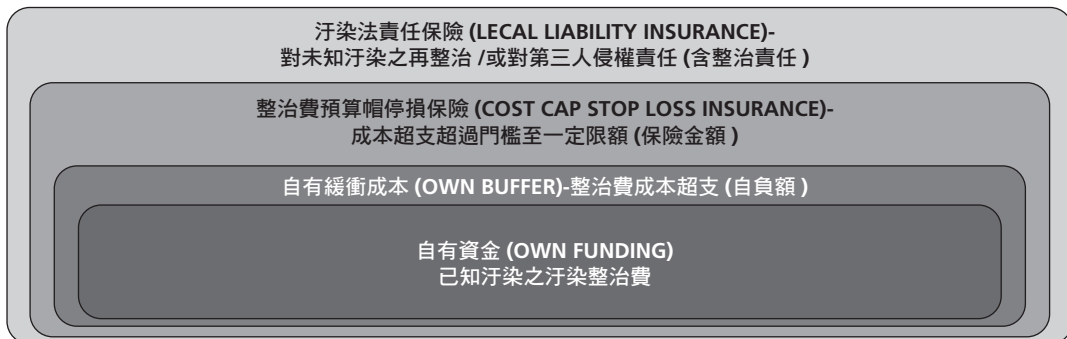 汙染法責任保險 (LECAL LIABILITY INSURANCE)-
對未知汙染之再整治 /或對第三人侵權責任 (含整治責任 )
整治費預算帽停損保險 (COST CAP STOP LOSS INSURANCE)-
成本超支超過門檻至一定限額 (保險金額 )
自有緩衝成本 (OWN BUFFER)-整治費成本超支 (自負額 )
自有資金 (OWN FUNDING)
已知汙染之汙染整治費